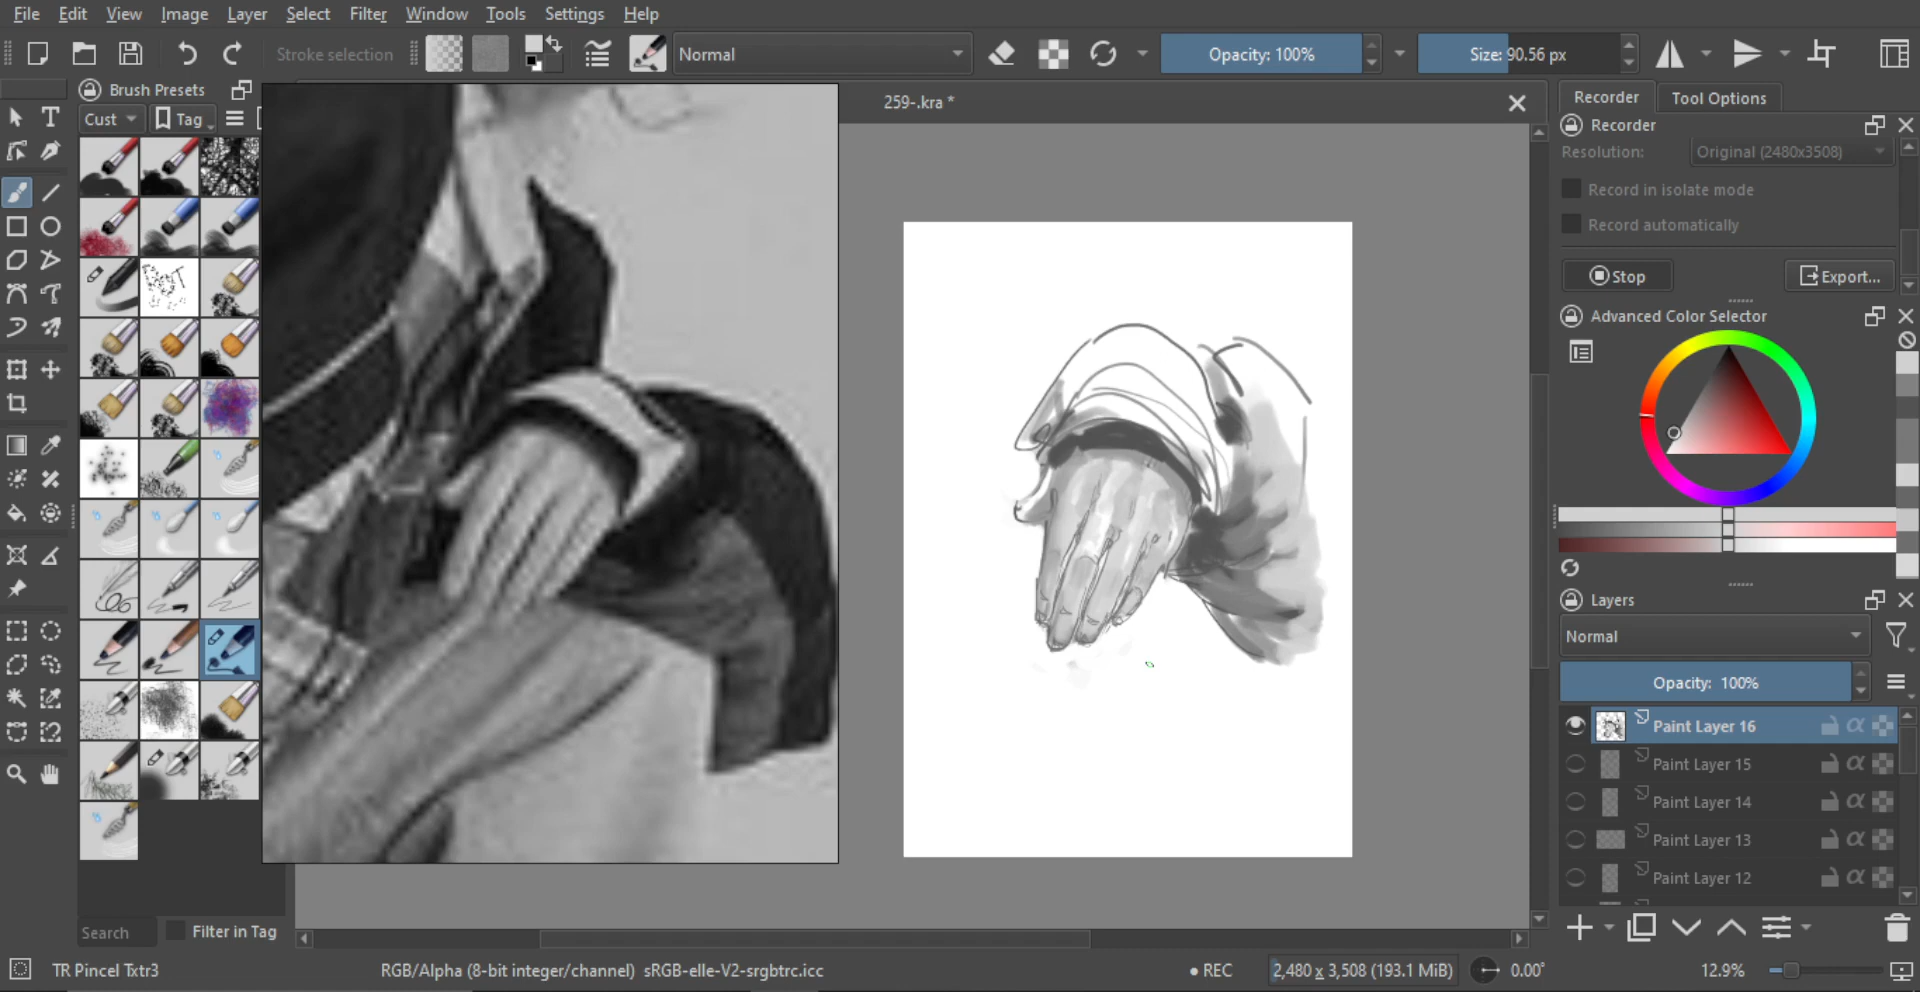 File Edit View Image Layer Select Filter Window Tools Settings Help
Stroke selection Normal Opacity: 100% Size: 90.56 px
Brush Presets
Cust Tag
259-.kra *
Recorder Tool Options
Recorder
Resolution: Original (2480x3508)
Record in isolate mode
Record automatically
Stop Export...
Advanced Color Selector
Layers
Normal
Opacity: 100%
Paint Layer 16
Paint Layer 15
Paint Layer 14
Paint Layer 13
Paint Layer 12
Search Filter in Tag
TR Pincel Txtr3 RGB/Alpha (8-bit integer/channel) sRGB-elle-V2-srgbtrc.icc • REC 2,480 x 3,508 (193.1 MiB) 0.00° 12.9%